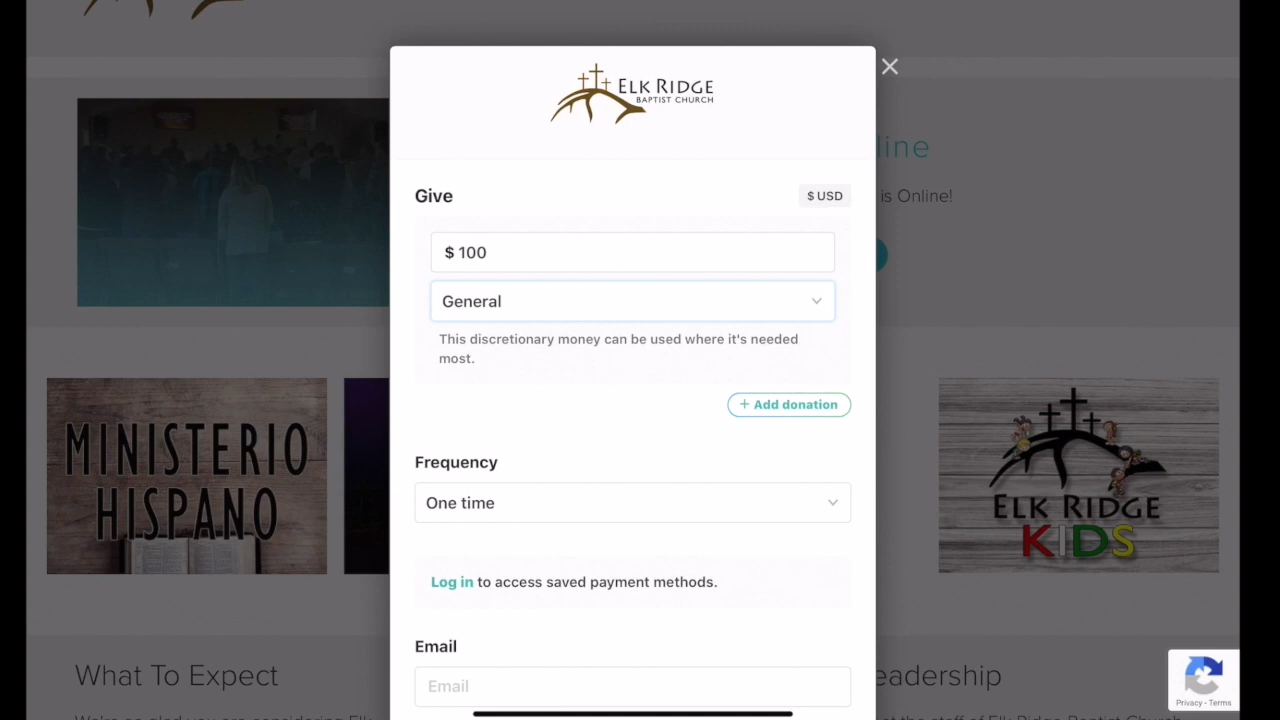 ELK RIDGE
BAPTIST CHURCH
Give
$ USD
$ 100
General
This discretionary money can be used where it's needed
most.
+ Add donation
Frequency
One time
Log in to access saved payment methods.
Email
Email
line
is Online!
MINISTERIO
HISPANO
ELK RIDGE
KIDS
What To Expect
eadership
Privacy - Terms